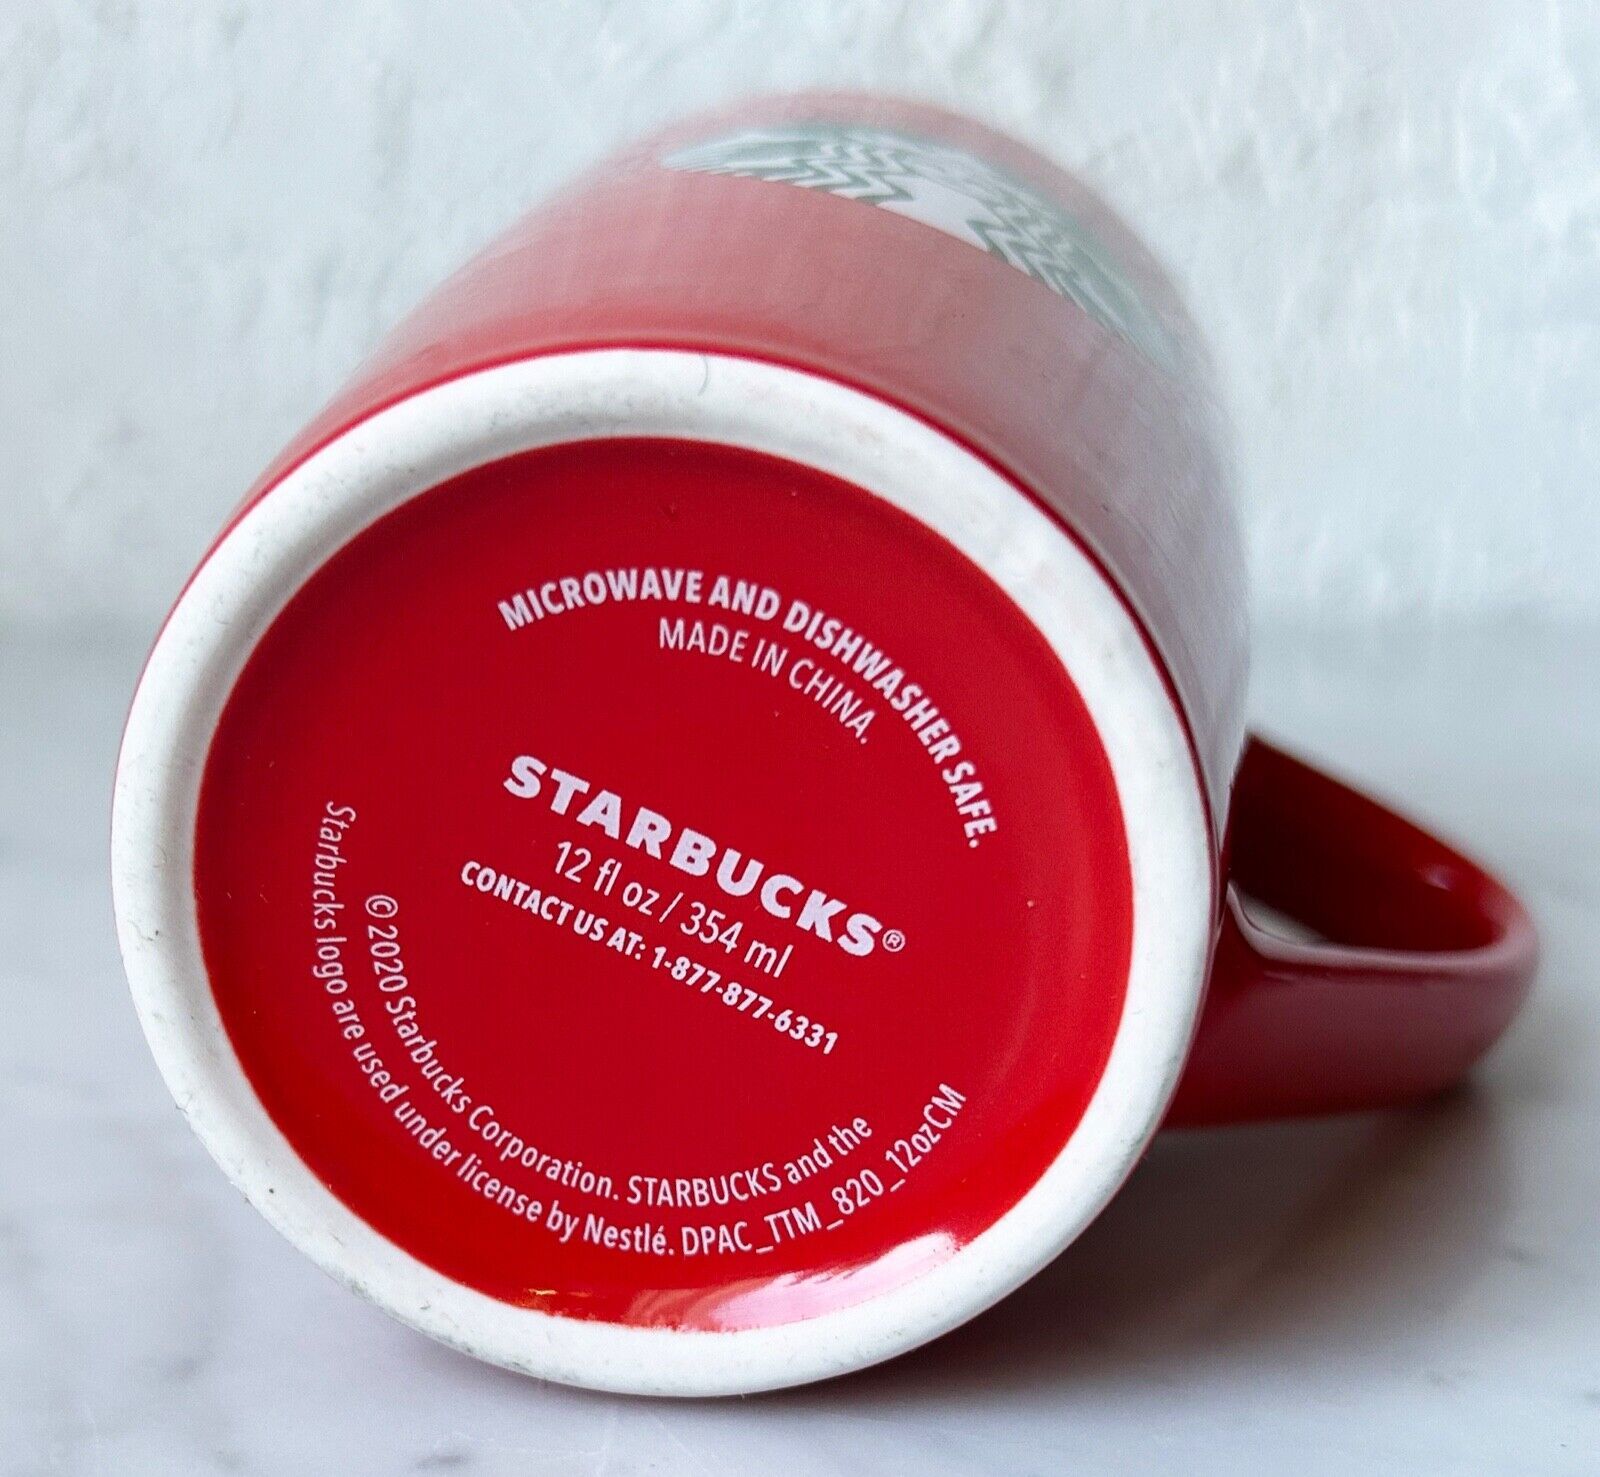 MICROWAVE AND DISHWASHER SAFE.
MADE IN CHINA.
STARBUCKS®
12 fl oz / 354 ml
CONTACT US AT: 1-877-877-6331
© 2020 Starbucks Corporation. STARBUCKS and the
Starbucks logo are used under license by Nestlé. DPAC_TTM_820_12ozCM